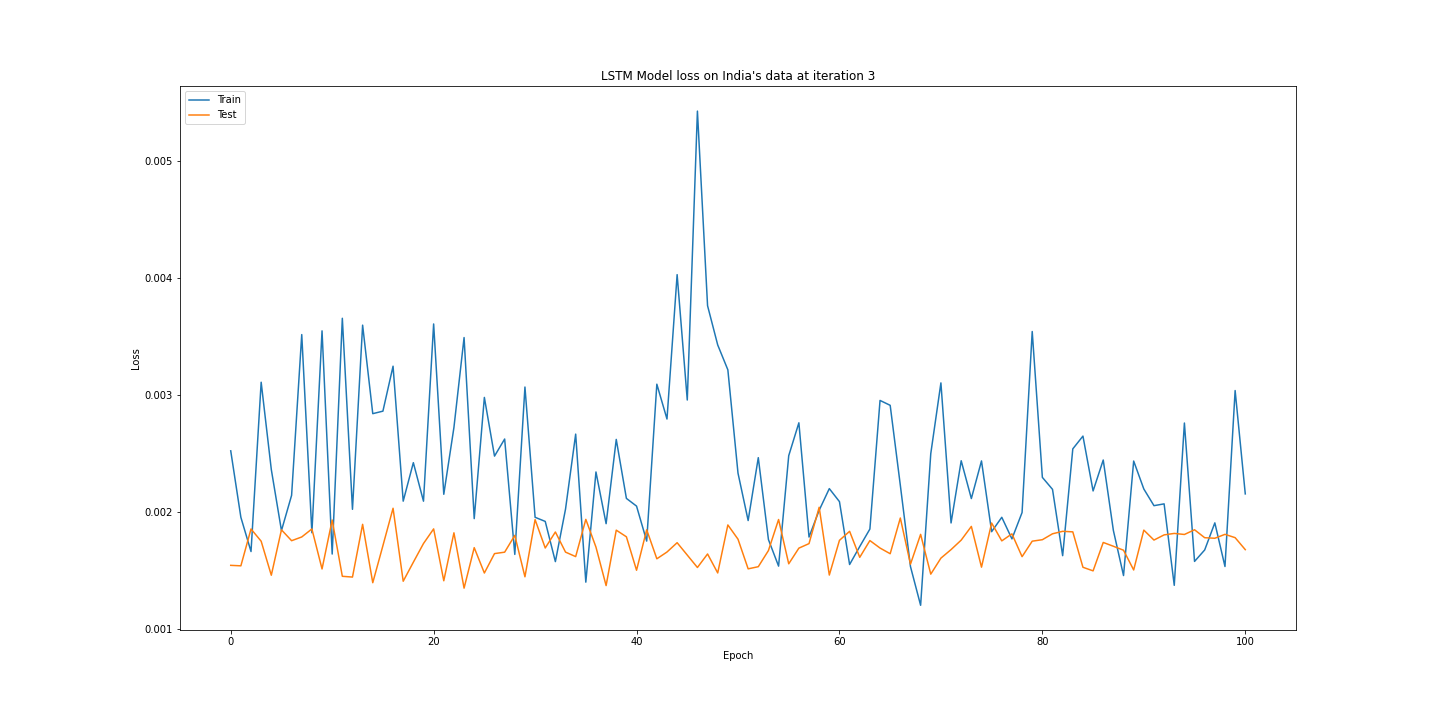 LSTM Model loss on India's data at iteration 3
Train
Test
0.005
0.004
0.003
0.002
0.001
Loss
0 20 40 60 80 100
Epoch